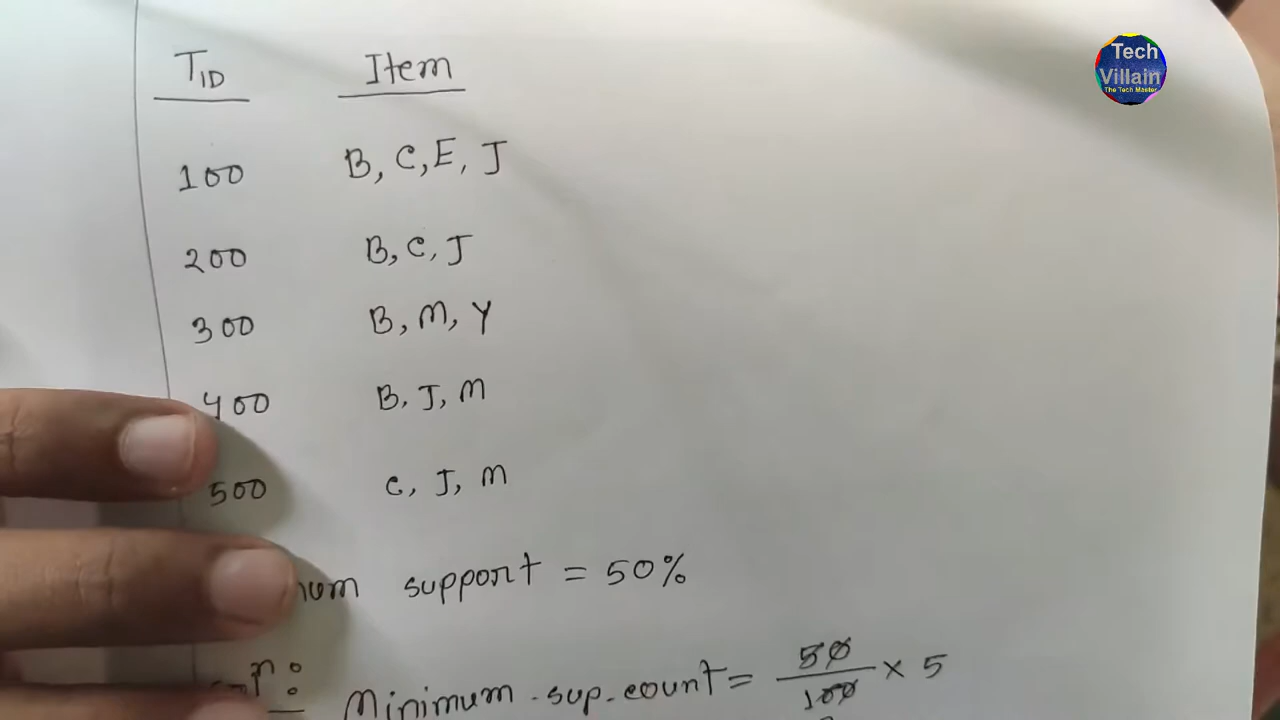 TID Item
Tech Villain
The Tech Master
100 B, C, E, J
200 B, C, J
300 B, M, Y
400 B, J, M
500 C, J, M
support = 50%
Minimum. sup. count = 50/100 × 5